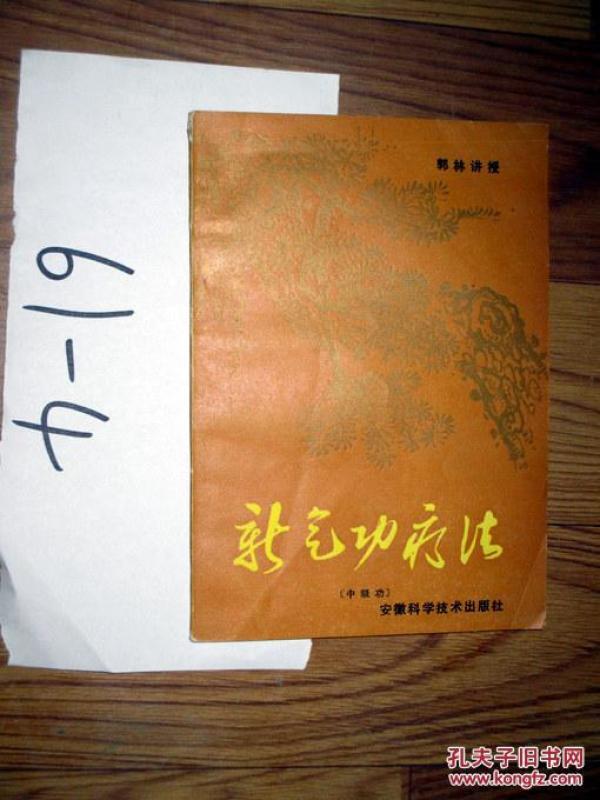 4-19
郭林讲授
新气功疗法
〔中级功〕
安徽科学技术出版社
孔夫子旧书网
www.kongfz.com